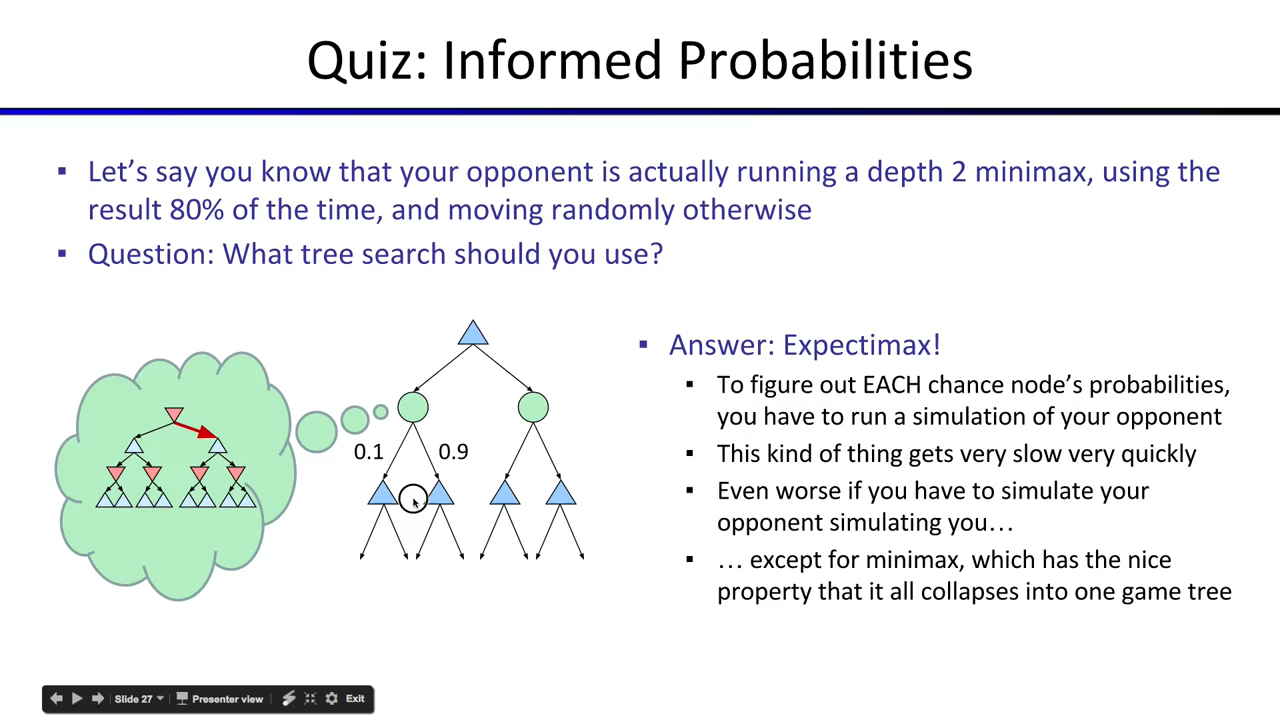 Quiz: Informed Probabilities
▪ Let’s say you know that your opponent is actually running a depth 2 minimax, using the
result 80% of the time, and moving randomly otherwise
▪ Question: What tree search should you use?
0.1 0.9
▪ Answer: Expectimax!
▪ To figure out EACH chance node’s probabilities,
you have to run a simulation of your opponent
▪ This kind of thing gets very slow very quickly
▪ Even worse if you have to simulate your
opponent simulating you…
▪ … except for minimax, which has the nice
property that it all collapses into one game tree
Slide 27 Presenter view Exit